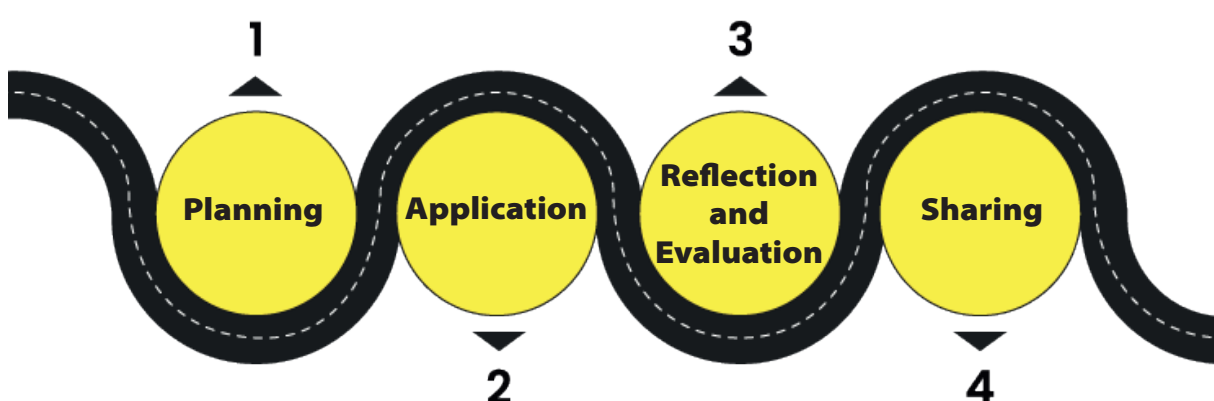 1
Planning
2
Application
3
Reflection
and
Evaluation
4
Sharing